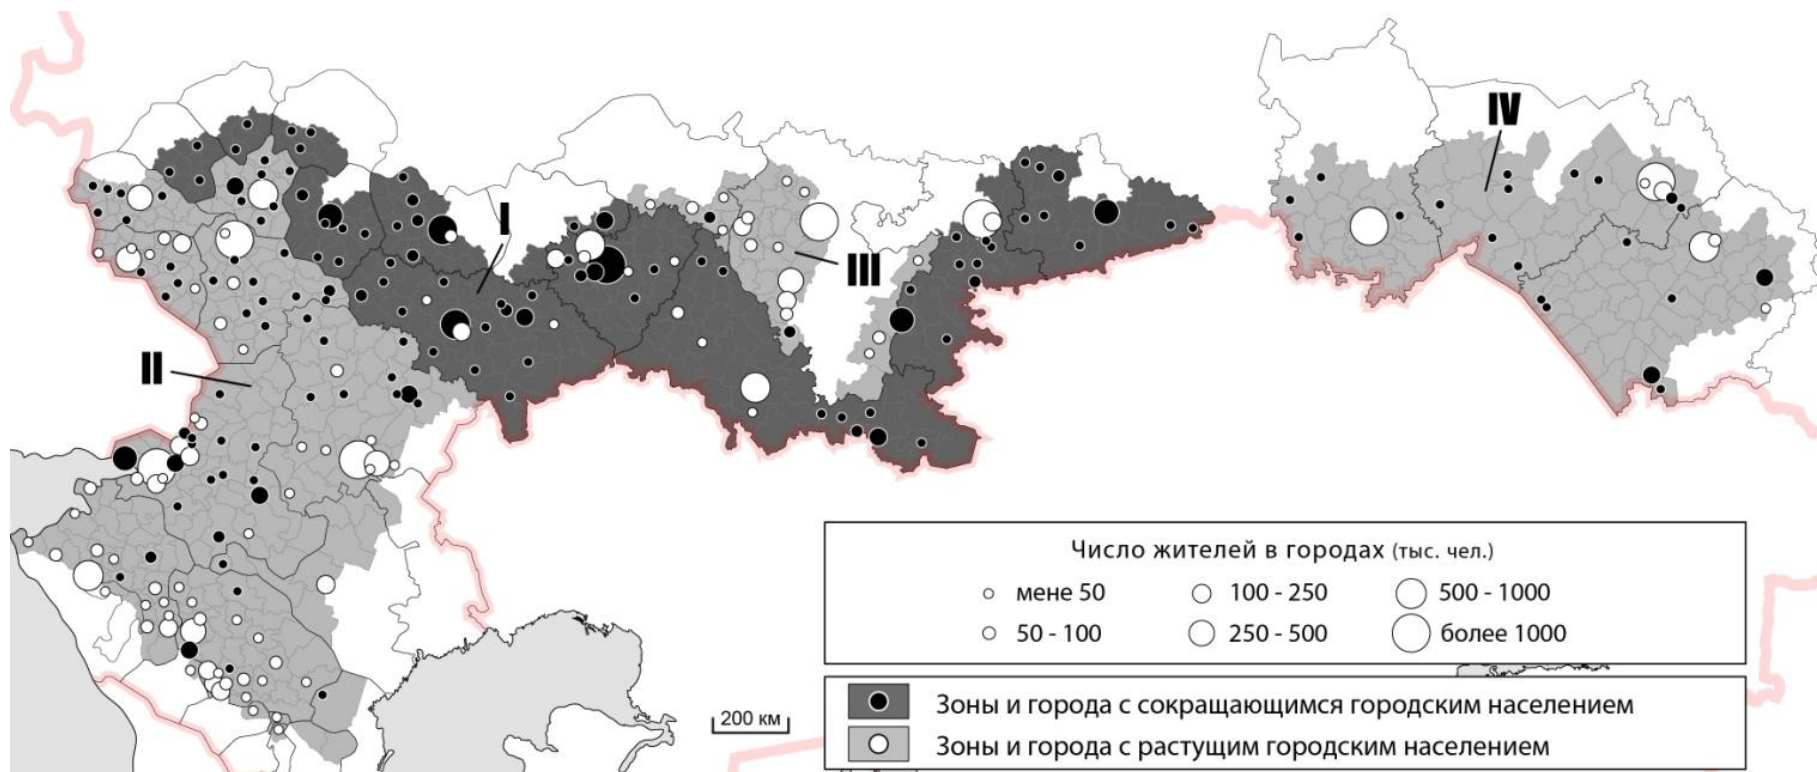 IV
I
III
II
Число жителей в городах (тыс. чел.)
мене 50
100 - 250
500 - 1000
50 - 100
250 - 500
более 1000
200 км
Зоны и города с сокращающимся городским населением
Зоны и города с растущим городским населением